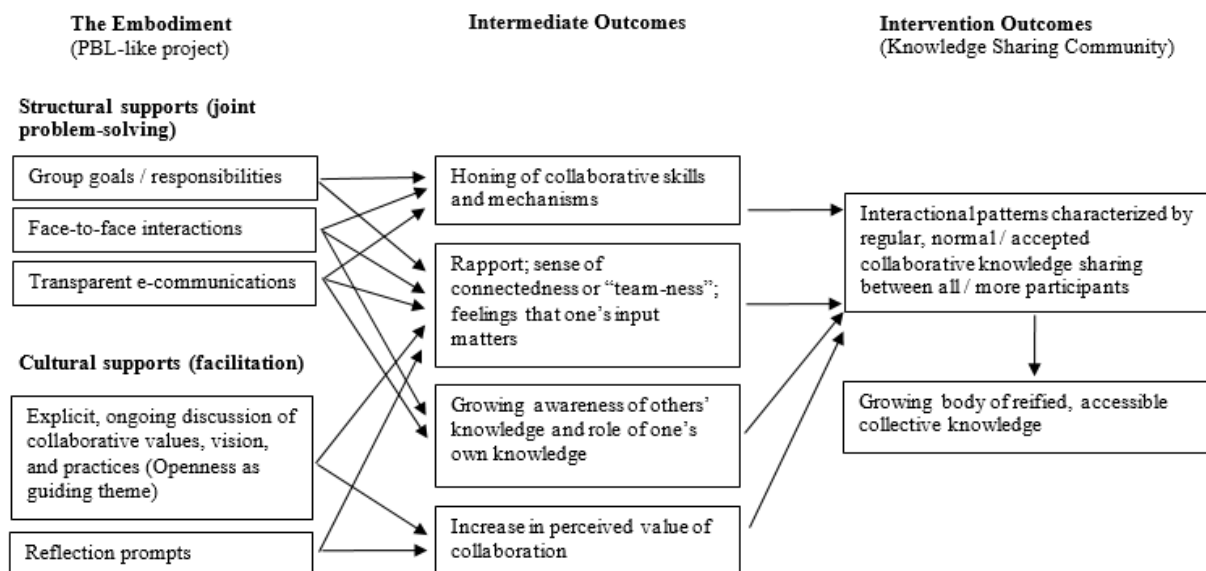 The Embodiment
(PBL-like project)
Intermediate Outcomes
Intervention Outcomes
(Knowledge Sharing Community)
Structural supports (joint
problem-solving)
Group goals / responsibilities
Face-to-face interactions
Transparent e-communications
Cultural supports (facilitation)
Explicit, ongoing discussion of
collaborative values, vision,
and practices (Openness as
guiding theme)
Reflection prompts
Honing of collaborative skills
and mechanisms
Rapport; sense of
connectedness or “team-ness”;
feelings that one’s input
matters
Growing awareness of others’
knowledge and role of one’s
own knowledge
Increase in perceived value of
collaboration
Interactional patterns characterized by
regular, normal / accepted
collaborative knowledge sharing
between all / more participants
Growing body of reified, accessible
collective knowledge